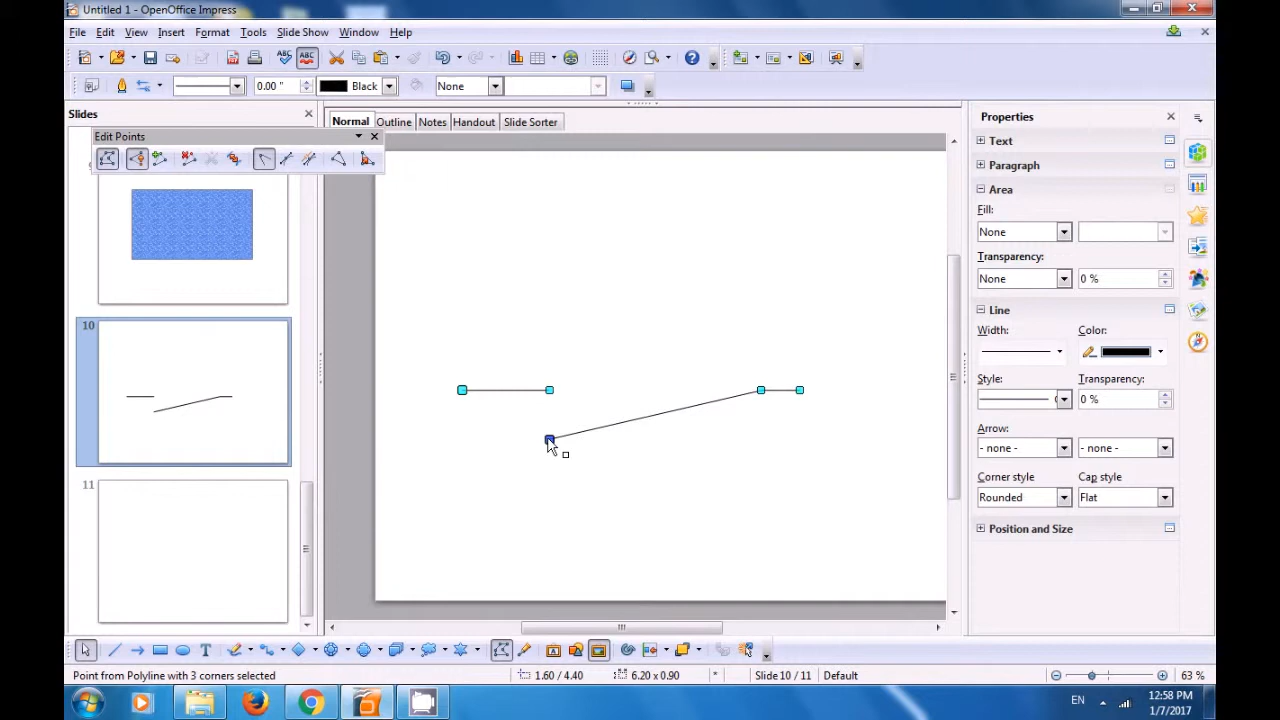 Untitled 1 - OpenOffice Impress
File Edit View Insert Format Tools Slide Show Window Help
0.00 " Black None
Slides
Normal Outline Notes Handout Slide Sorter
Properties
Edit Points
Text
Paragraph
Area
Fill:
None
Transparency:
None 0 %
Line
Width: Color:
Style: Transparency:
0 %
Arrow:
- none - - none -
Corner style Cap style
Rounded Flat
Position and Size
10
11
Point from Polyline with 3 corners selected 1.60 / 4.40 6.20 x 0.90 * Slide 10 / 11 Default 63 %
EN 12:58 PM
1/7/2017